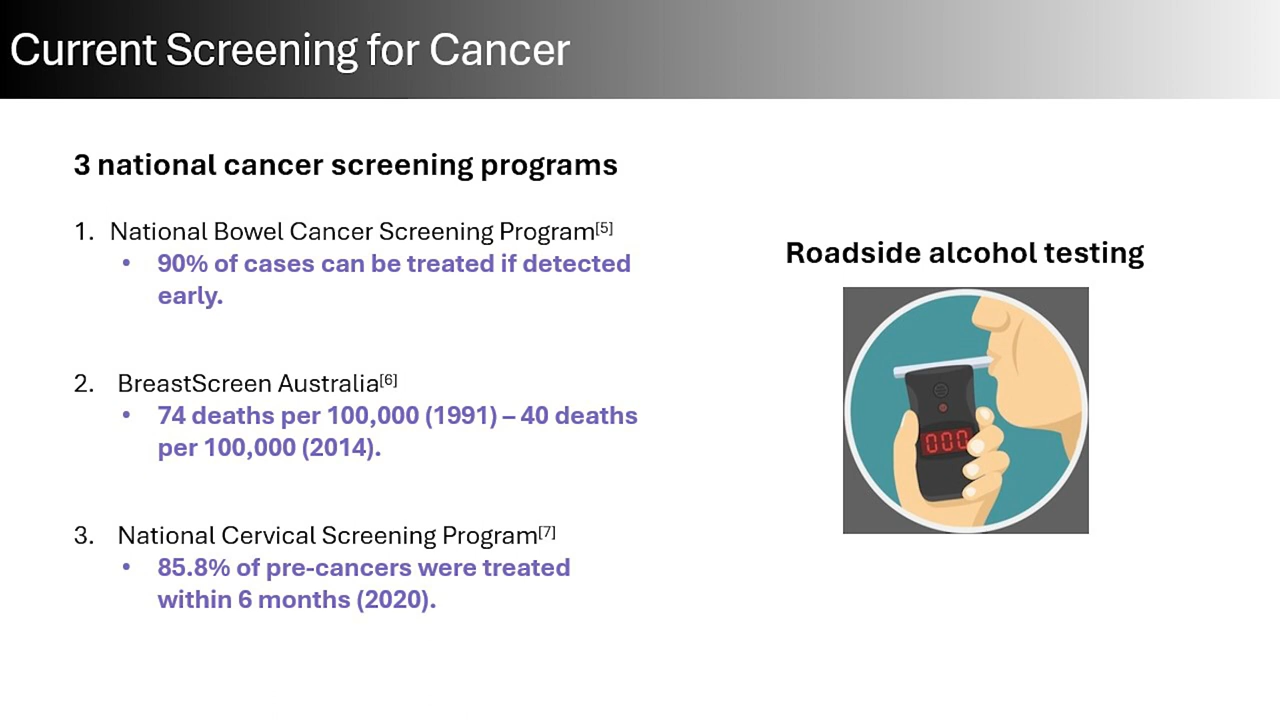 Current Screening for Cancer
3 national cancer screening programs
1. National Bowel Cancer Screening Program[5]
• 90% of cases can be treated if detected
early.
2. BreastScreen Australia[6]
• 74 deaths per 100,000 (1991) – 40 deaths
per 100,000 (2014).
3. National Cervical Screening Program[7]
• 85.8% of pre-cancers were treated
within 6 months (2020).
Roadside alcohol testing
000